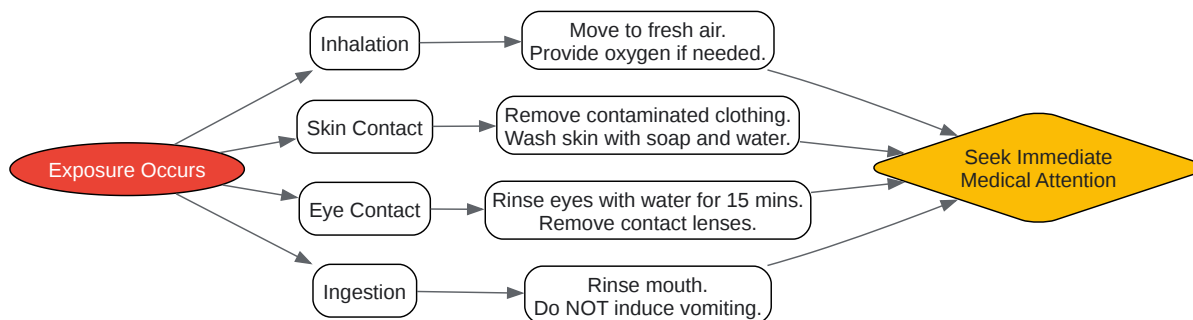 Exposure Occurs
Inhalation
Move to fresh air.
Provide oxygen if needed.
Skin Contact
Remove contaminated clothing.
Wash skin with soap and water.
Eye Contact
Rinse eyes with water for 15 mins.
Remove contact lenses.
Ingestion
Rinse mouth.
Do NOT induce vomiting.
Seek Immediate
Medical Attention